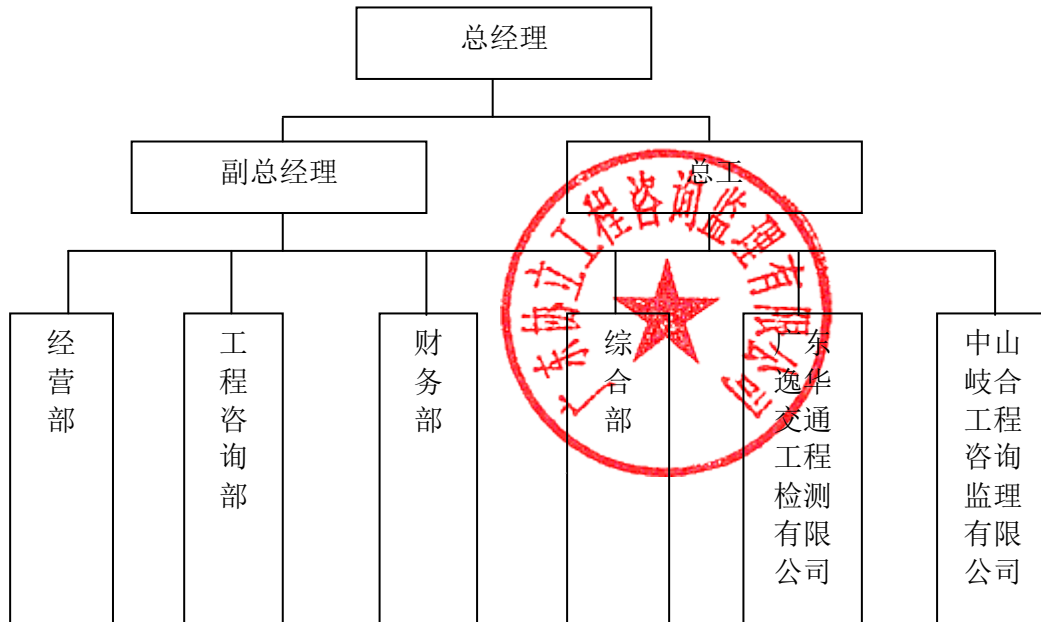 总经理
副总经理
总工
广东协立工程咨询监理有限公司
经
营
部
工
程
咨
询
部
财
务
部
综
合
部
广东
逸华
交通
工程
检测
有限
公司
中山
岐合
工程
咨询
监理
有限
公司